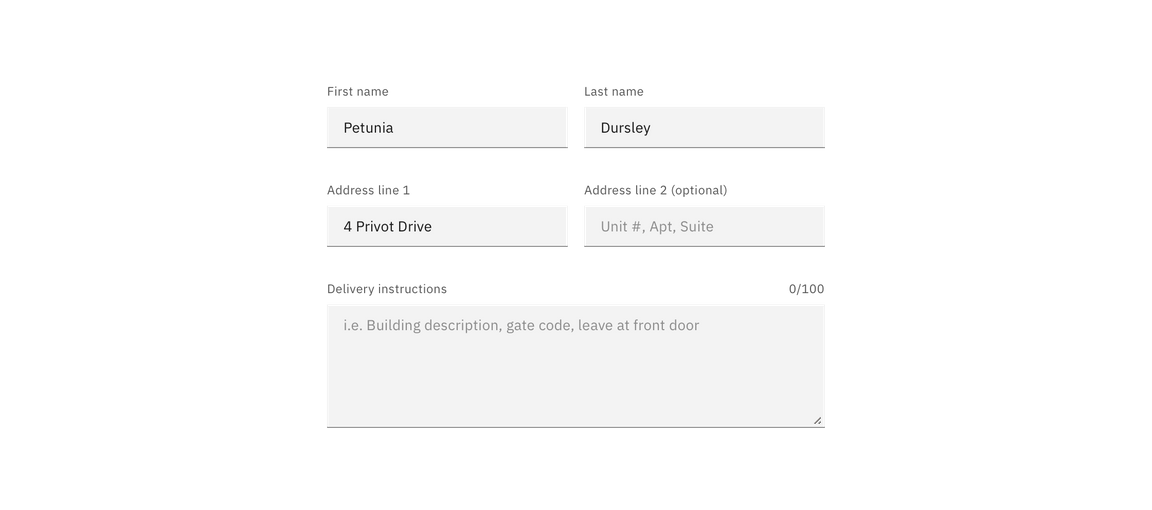 First name Last name
Petunia Dursley
Address line 1 Address line 2 (optional)
4 Privot Drive Unit #, Apt, Suite
Delivery instructions 0/100
i.e. Building description, gate code, leave at front door